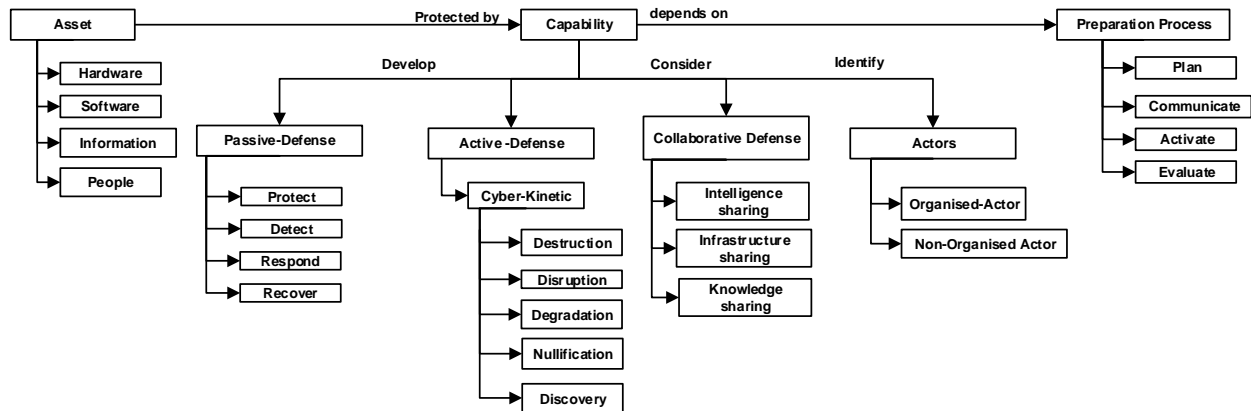 Asset
Protected by
Capability
depends on
Preparation Process
Hardware
Software
Information
People
Develop
Consider
Identify
Plan
Communicate
Activate
Evaluate
Passive-Defense
Protect
Detect
Respond
Recover
Active -Defense
Cyber-Kinetic
Destruction
Disruption
Degradation
Nullification
Discovery
Collaborative Defense
Intelligence
sharing
Infrastructure
sharing
Knowledge
sharing
Actors
Organised-Actor
Non-Organised Actor